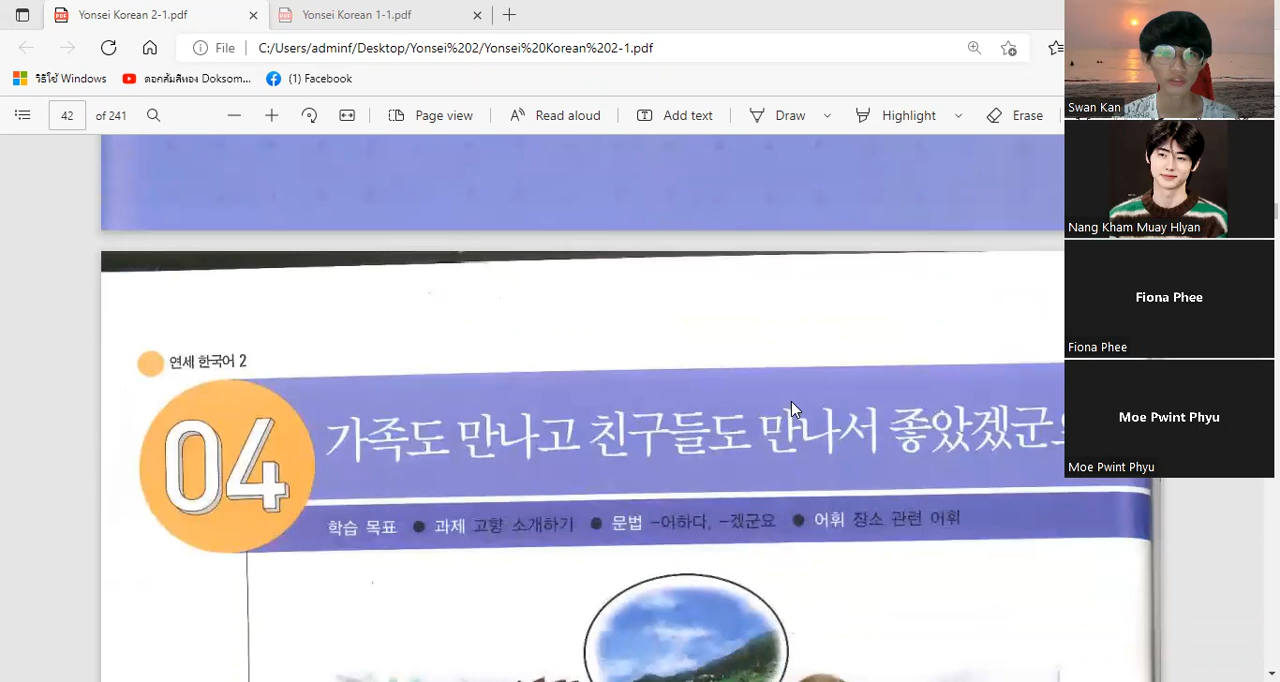 Yonsei Korean 2-1.pdf
Yonsei Korean 1-1.pdf
File
C:/Users/adminf/Desktop/Yonsei%202/Yonsei%20Korean%202-1.pdf
วิธีใช้ Windows
ดอกส้มสีทอง Doksom...
(1) Facebook
42 of 241
Page view
Read aloud
Add text
Draw
Highlight
Erase
Swan Kan
Nang Kham Muay Hlyan
Fiona Phee
Fiona Phee
Moe Pwint Phyu
Moe Pwint Phyu
연세 한국어 2
04
가족도 만나고 친구들도 만나서 좋았겠군
학습 목표 ● 과제 고향 소개하기 ● 문법 -어하다, -겠군요 ● 어휘 장소 관련 어휘